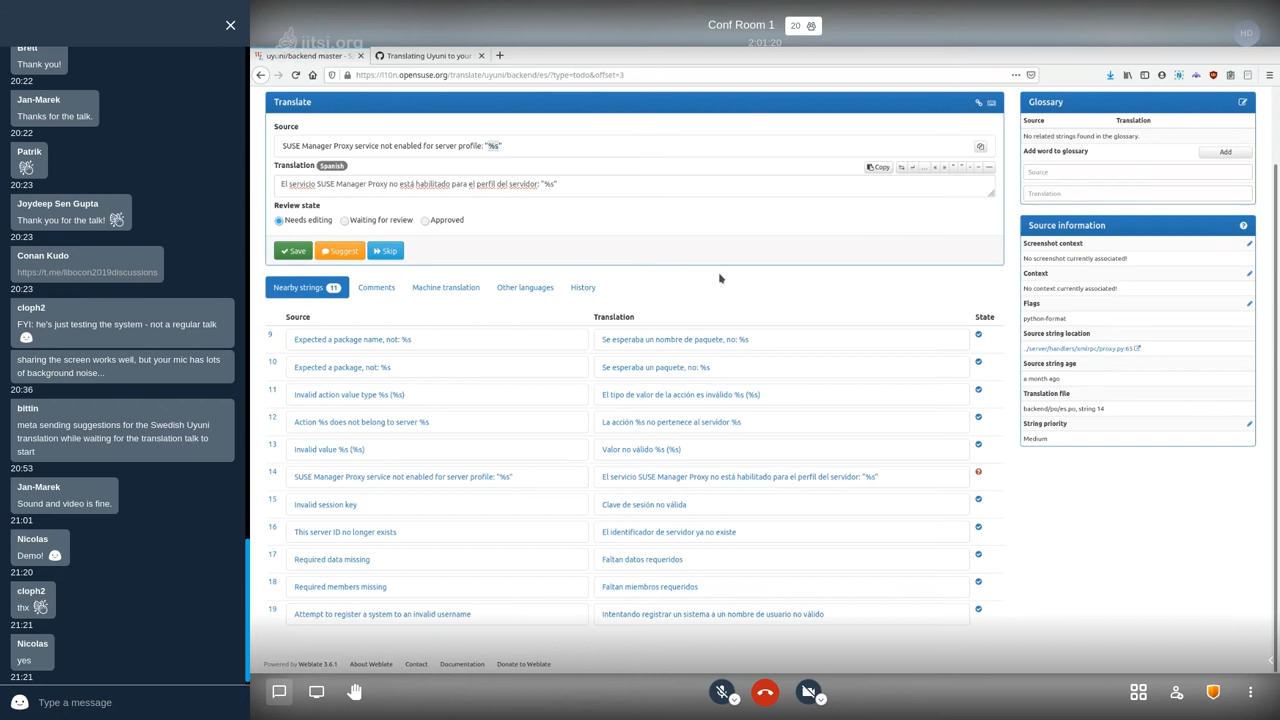 Brett
Thank you!
20:22
Jan-Marek
Thanks for the talk.
20:22
Patrik
20:23
Joydeep Sen Gupta
Thank you for the talk!
20:23
Conan Kudo
https://t.me/libocon2019discussions
20:23
cloph2
FYI: he's just testing the system - not a regular talk
sharing the screen works well, but your mic has lots
of background noise...
20:36
bittin
meta sending suggestions for the Swedish Uyuni
translation while waiting for the translation talk to
start
20:53
Jan-Marek
Sound and video is fine.
21:01
Nicolas
Demo!
21:20
cloph2
thx
21:21
Nicolas
yes
21:21
Type a message
Conf Room 1
20
2:01:20
HD
jitsi.org
uyuni/backend master - S
Translating Uyuni to your
https://l10n.opensuse.org/translate/uyuni/backend/es/?type=todo&offset=3
Translate
Source
SUSE Manager Proxy service not enabled for server profile: "%s"
Translation Spanish
Copy
El servicio SUSE Manager Proxy no está habilitado para el perfil del servidor: "%s"
Review state
Needs editing Waiting for review Approved
Save Suggest Skip
Nearby strings 11 Comments Machine translation Other languages History
Source Translation State
9 Expected a package name, not: %s Se esperaba un nombre de paquete, no: %s
10 Expected a package, not: %s Se esperaba un paquete, no: %s
11 Invalid action value type %s (%s) El tipo de valor de la acción es inválido %s (%s)
12 Action %s does not belong to server %s La acción %s no pertenece al servidor %s
13 Invalid value %s (%s) Valor no válido %s (%s)
14 SUSE Manager Proxy service not enabled for server profile: "%s" El servicio SUSE Manager Proxy no está habilitado para el perfil del servidor: "%s"
15 Invalid session key Clave de sesión no válida
16 This server ID no longer exists El identificador de servidor ya no existe
17 Required data missing Faltan datos requeridos
18 Required members missing Faltan miembros requeridos
19 Attempt to register a system to an invalid username Intentando registrar un sistema a un nombre de usuario no válido
Powered by Weblate 3.6.1 About Weblate Contact Documentation Donate to Weblate
Glossary
Source Translation
No related strings found in the glossary.
Add word to glossary Add
Source
Translation
Source information
Screenshot context
No screenshot currently associated!
Context
No context currently associated!
Flags
python-format
Source string location
../server/handlers/xmlrpc/proxy.py:65
Source string age
a month ago
Translation file
backend/po/es.po, string 14
String priority
Medium